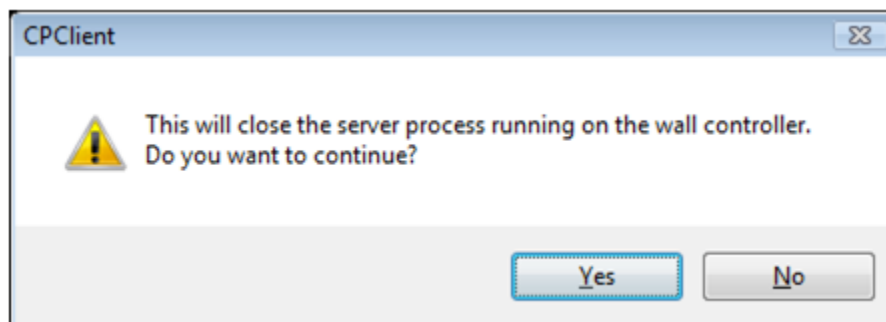 CPClient
This will close the server process running on the wall controller.
Do you want to continue?
Yes
No